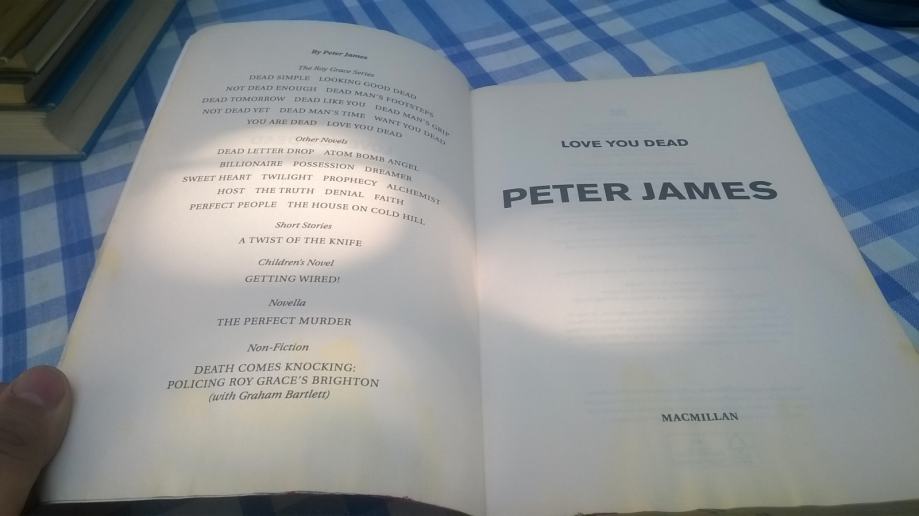 By Peter James
The Roy Grace Series
DEAD SIMPLE LOOKING GOOD DEAD
NOT DEAD ENOUGH DEAD MAN'S FOOTSTEPS
DEAD TOMORROW DEAD LIKE YOU DEAD MAN'S GRIP
NOT DEAD YET DEAD MAN'S TIME WANT YOU DEAD
YOU ARE DEAD LOVE YOU DEAD
Other Novels
DEAD LETTER DROP ATOM BOMB ANGEL
BILLIONAIRE POSSESSION DREAMER
SWEET HEART TWILIGHT PROPHECY ALCHEMIST
HOST THE TRUTH DENIAL FAITH
PERFECT PEOPLE THE HOUSE ON COLD HILL
Short Stories
A TWIST OF THE KNIFE
Children's Novel
GETTING WIRED!
Novella
THE PERFECT MURDER
Non-Fiction
DEATH COMES KNOCKING:
POLICING ROY GRACE'S BRIGHTON
(with Graham Bartlett)
LOVE YOU DEAD
PETER JAMES
MACMILLAN